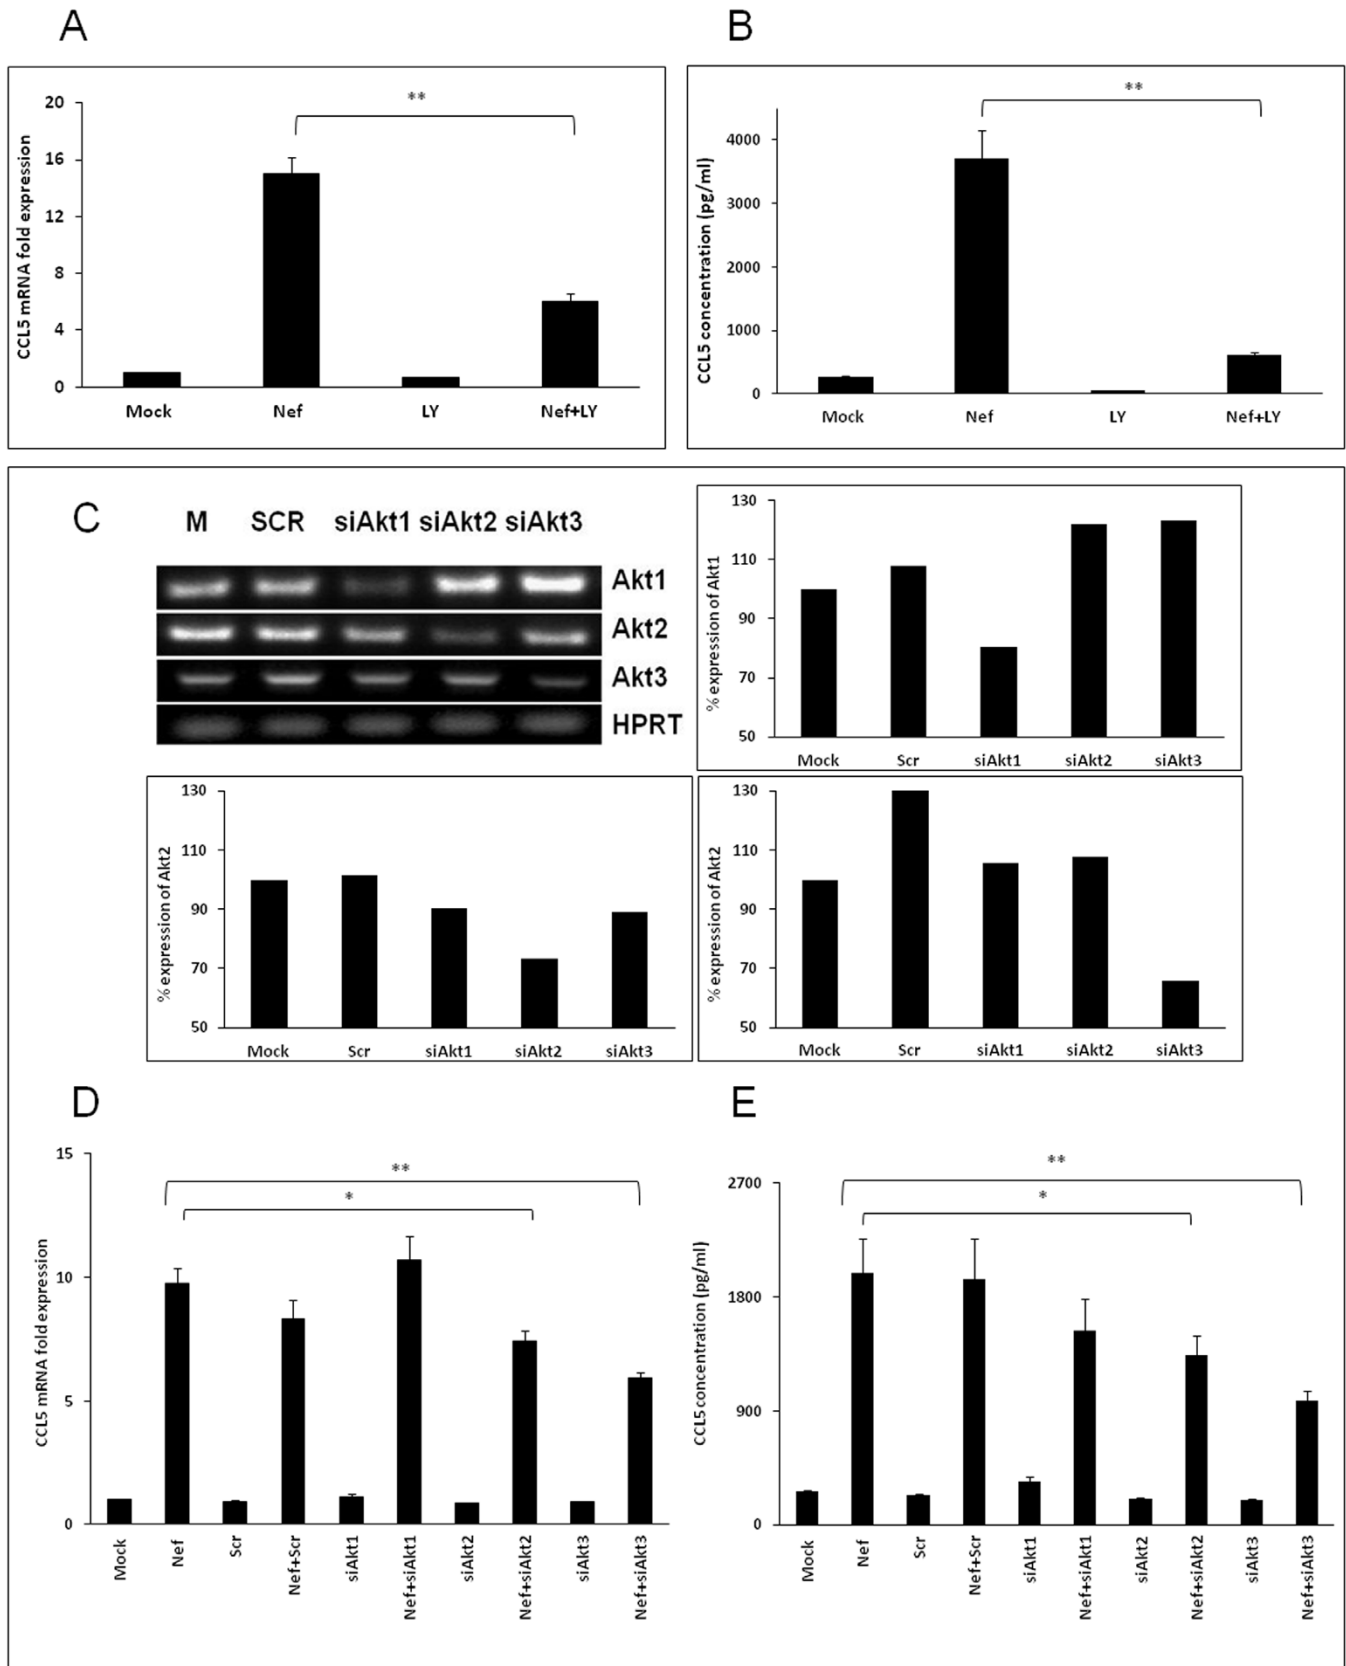 A
CCL5 mRNA fold expression
20
16
12
8
4
0
**
Mock Nef LY Nef+LY
B
CCL5 concentration (pg/ml)
4000
3000
2000
1000
0
**
Mock Nef LY Nef+LY
C
M SCR siAkt1 siAkt2 siAkt3
Akt1
Akt2
Akt3
HPRT
% expression of Akt1
130
110
90
70
50
Mock Scr siAkt1 siAkt2 siAkt3
% expression of Akt2
130
110
90
70
50
Mock Scr siAkt1 siAkt2 siAkt3
% expression of Akt2
130
110
90
70
50
Mock Scr siAkt1 siAkt2 siAkt3
D
CCL5 mRNA fold expression
15
10
5
0
**
*
Mock Nef Scr Nef+Scr siAkt1 Nef+siAkt1 siAkt2 Nef+siAkt2 siAkt3 Nef+siAkt3
E
CCL5 concentration (pg/ml)
2700
1800
900
0
**
*
Mock Nef Scr Nef+Scr siAkt1 Nef+siAkt1 siAkt2 Nef+siAkt2 siAkt3 Nef+siAkt3